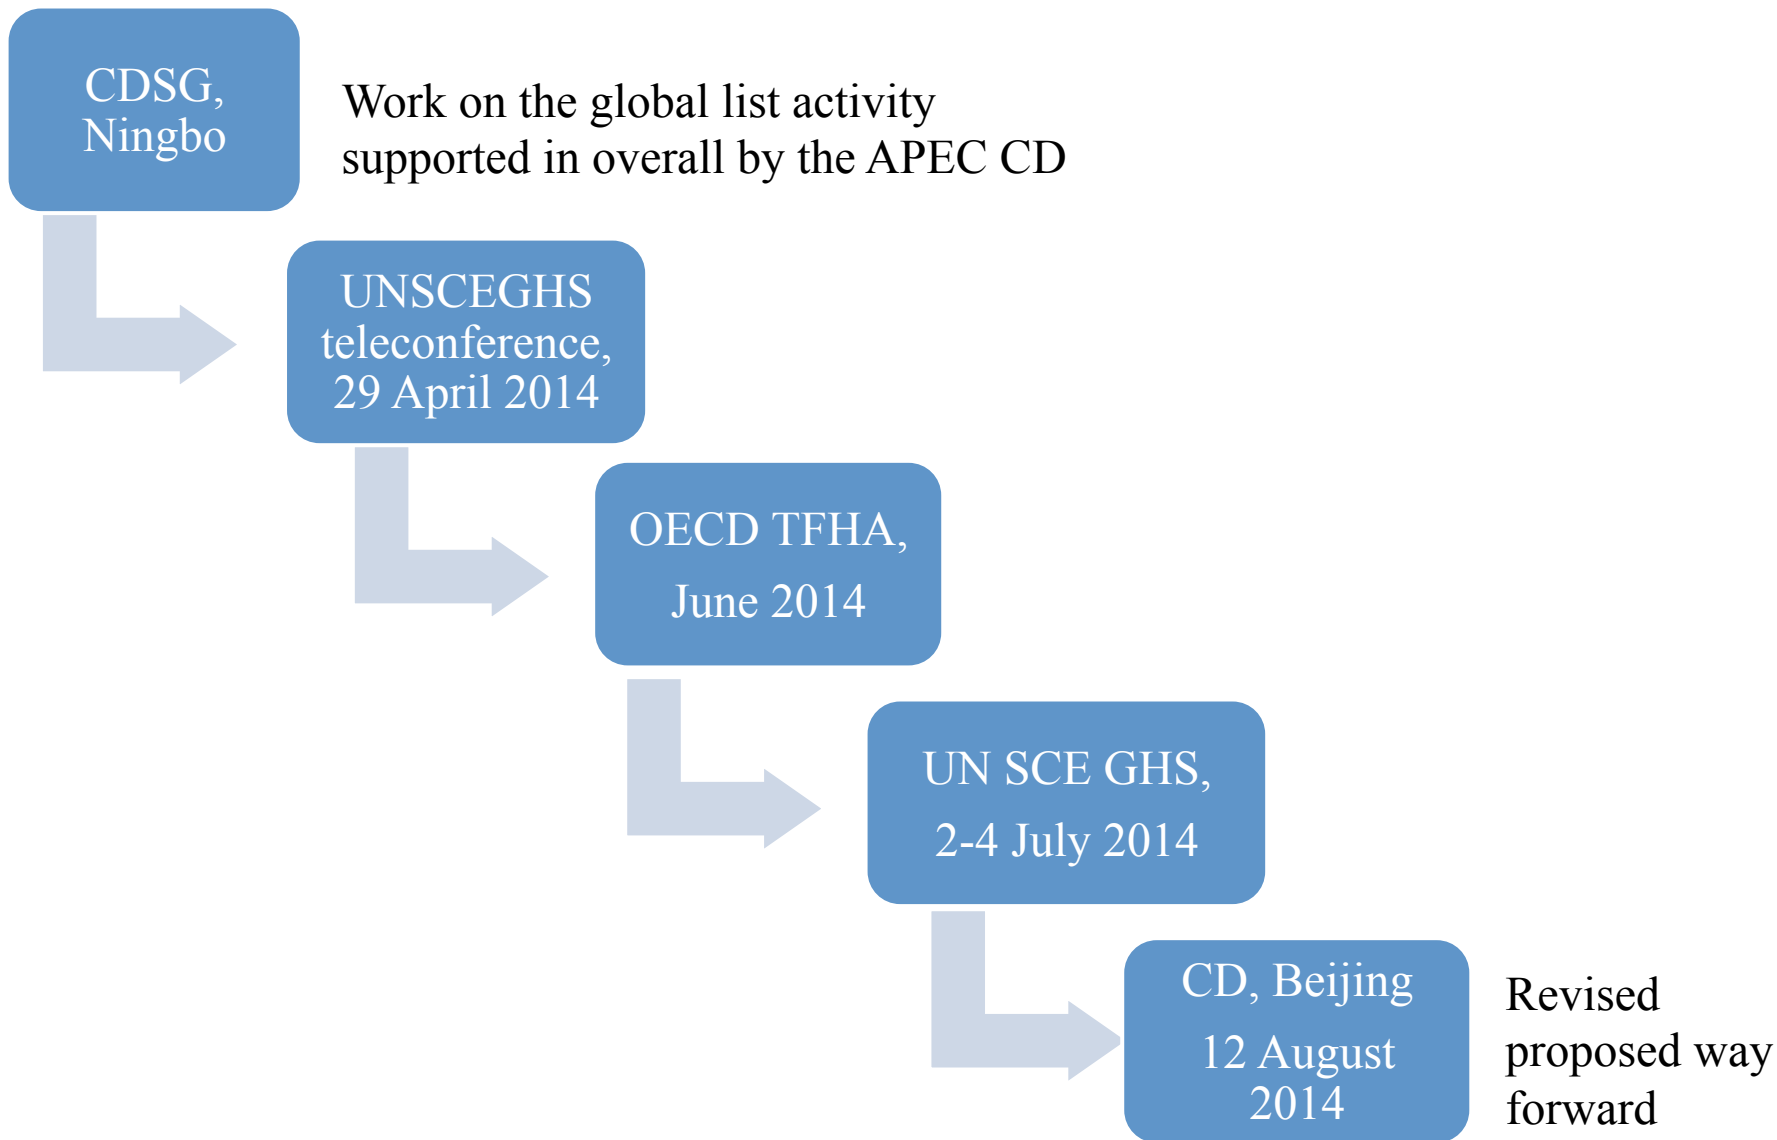 CDSG,
Ningbo
Work on the global list activity
supported in overall by the APEC CD
UNSCEGHS
teleconference,
29 April 2014
OECD TFHA,
June 2014
UN SCE GHS,
2-4 July 2014
CD, Beijing
12 August
2014
Revised
proposed way
forward